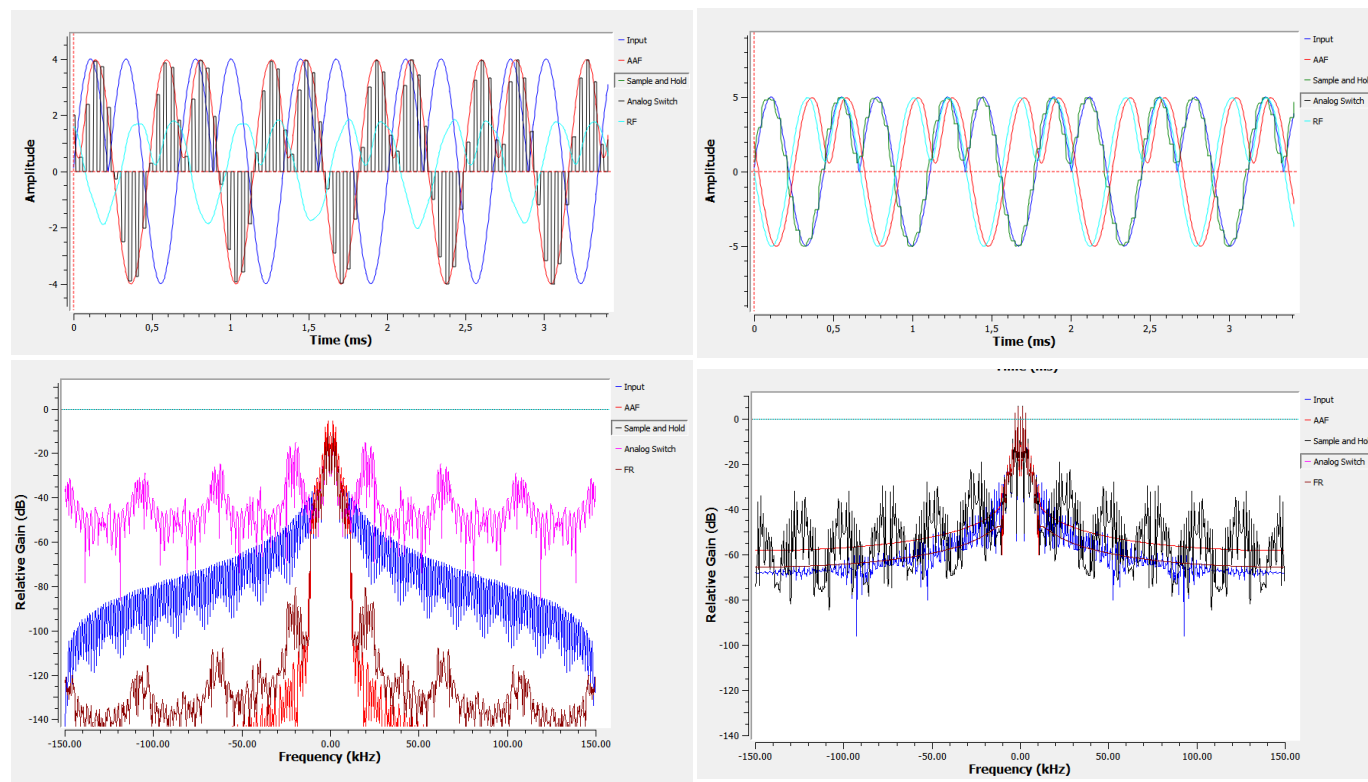 Input
AAF
Sample and Hold
Analog Switch
RF
Amplitude
4
2
0
-2
-4
0
0,5
1
1,5
2
2,5
3
Time (ms)
Input
AAF
Sample and Hold
Analog Switch
RF
Amplitude
5
0
-5
0
0,5
1
1,5
2
2,5
3
Time (ms)
Input
AAF
Sample and Hold
Analog Switch
FR
Relative Gain (dB)
0
-20
-40
-60
-80
-100
-120
-140
-150.00
-100.00
-50.00
0.00
50.00
100.00
150.00
Frequency (kHz)
Time (ms)
Input
AAF
Sample and Hold
Analog Switch
FR
Relative Gain (dB)
0
-20
-40
-60
-80
-100
-120
-140
-150.00
-100.00
-50.00
0.00
50.00
100.00
150.00
Frequency (kHz)